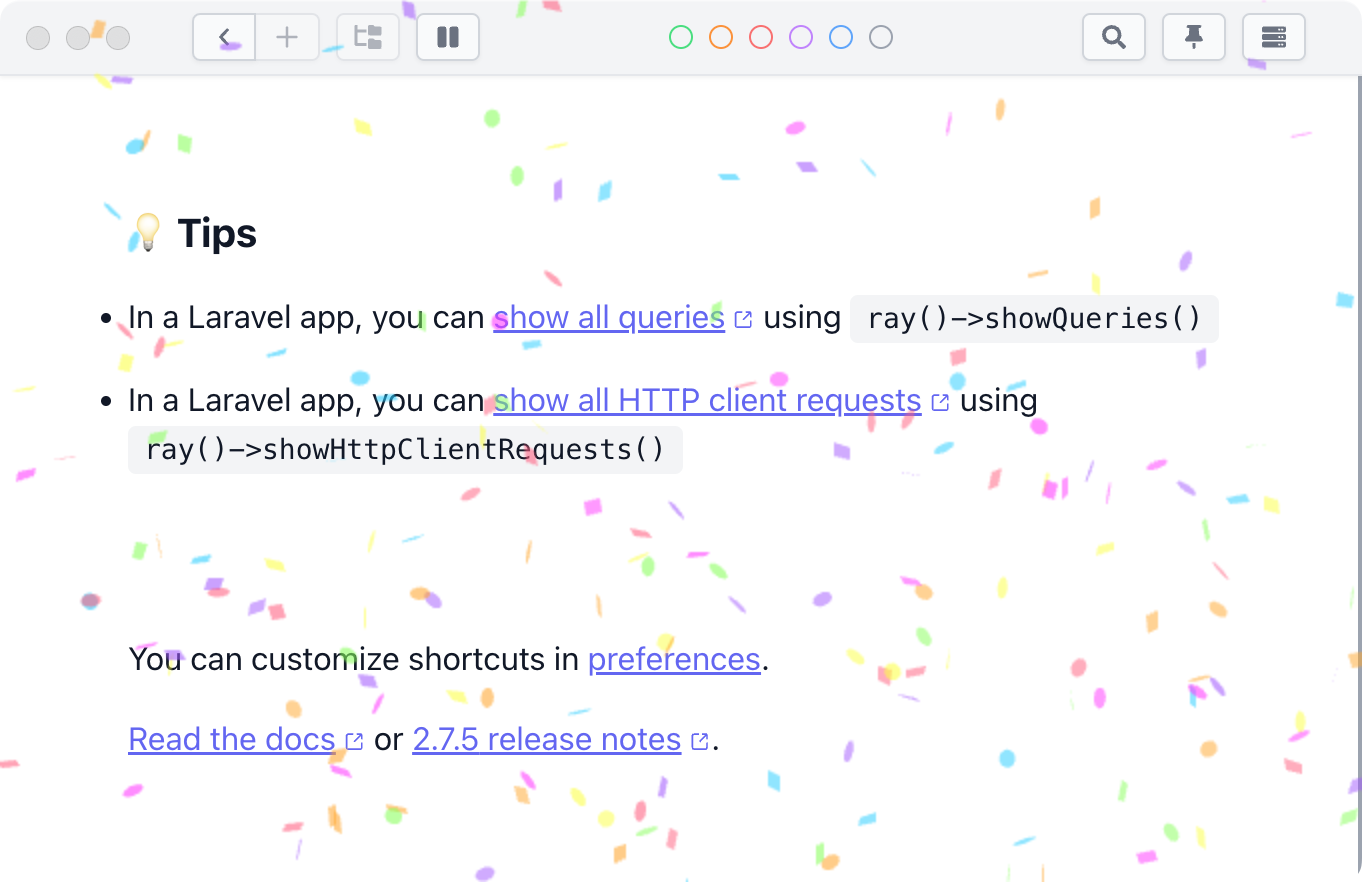 💡 Tips
• In a Laravel app, you can show all queries using ray()->showQueries()
• In a Laravel app, you can show all HTTP client requests using
ray()->showHttpClientRequests()
You can customize shortcuts in preferences.
Read the docs or 2.7.5 release notes.